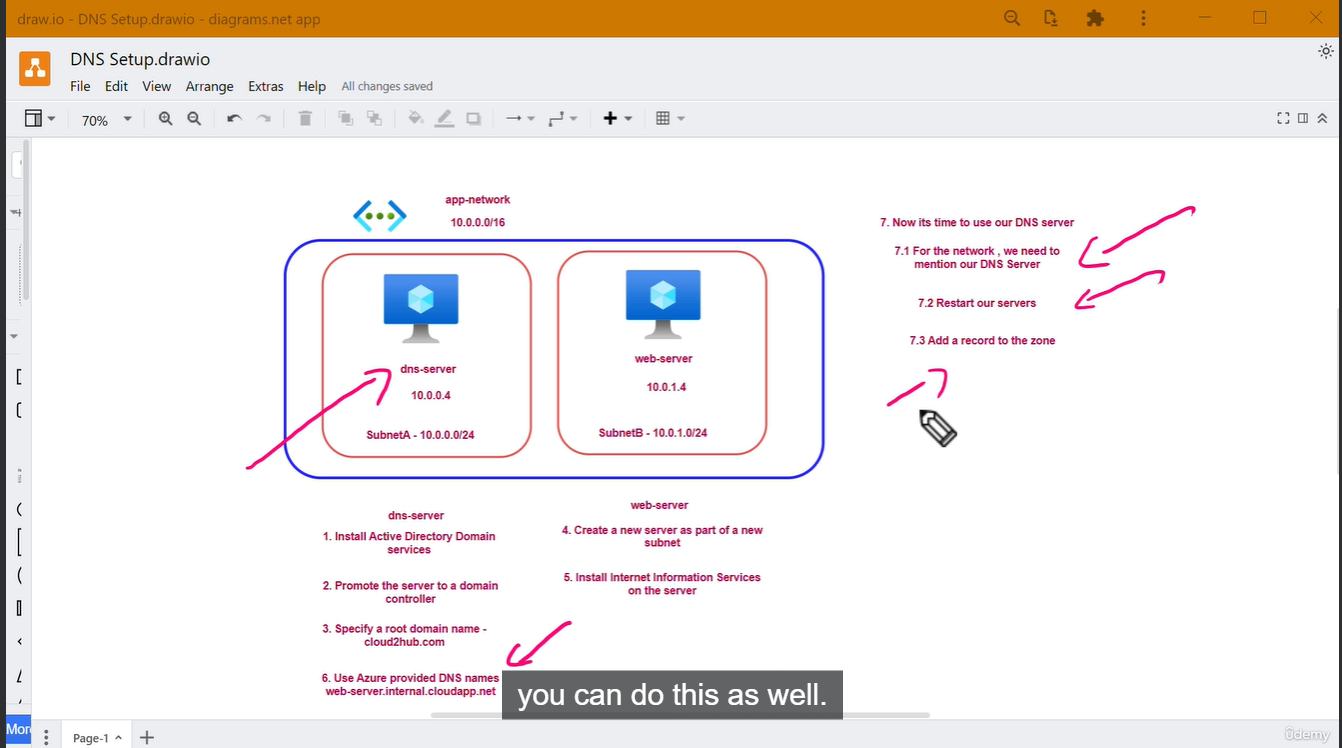 draw.io - DNS Setup.drawio - diagrams.net app
DNS Setup.drawio
File Edit View Arrange Extras Help All changes saved
70%
app-network
10.0.0.0/16
dns-server
10.0.0.4
SubnetA - 10.0.0.0/24
web-server
10.0.1.4
SubnetB - 10.0.1.0/24
7. Now its time to use our DNS server
7.1 For the network , we need to
mention our DNS Server
7.2 Restart our servers
7.3 Add a record to the zone
dns-server
1. Install Active Directory Domain
services
2. Promote the server to a domain
controller
3. Specify a root domain name -
cloud2hub.com
6. Use Azure provided DNS names
web-server.internal.cloudapp.net
web-server
4. Create a new server as part of a new
subnet
5. Install Internet Information Services
on the server
you can do this as well.
Page-1
ûdemy